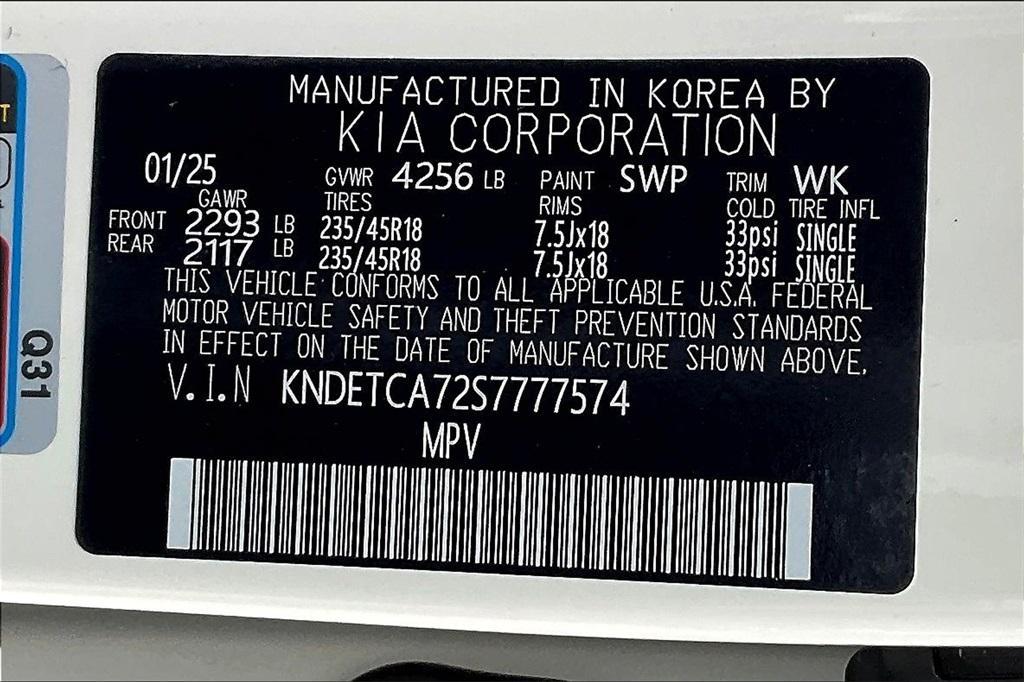 MANUFACTURED IN KOREA BY
KIA CORPORATION
01/25 GVWR 4256 LB PAINT SWP TRIM WK
GAWR TIRES RIMS COLD TIRE INFL
FRONT 2293 LB 235/45R18 7.5Jx18 33psi SINGLE
REAR 2117 LB 235/45R18 7.5Jx18 33psi SINGLE
THIS VEHICLE CONFORMS TO ALL APPLICABLE U.S.A. FEDERAL
MOTOR VEHICLE SAFETY AND THEFT PREVENTION STANDARDS
IN EFFECT ON THE DATE OF MANUFACTURE SHOWN ABOVE.
V.I.N KNDETCA72S7777574
MPV
Q31